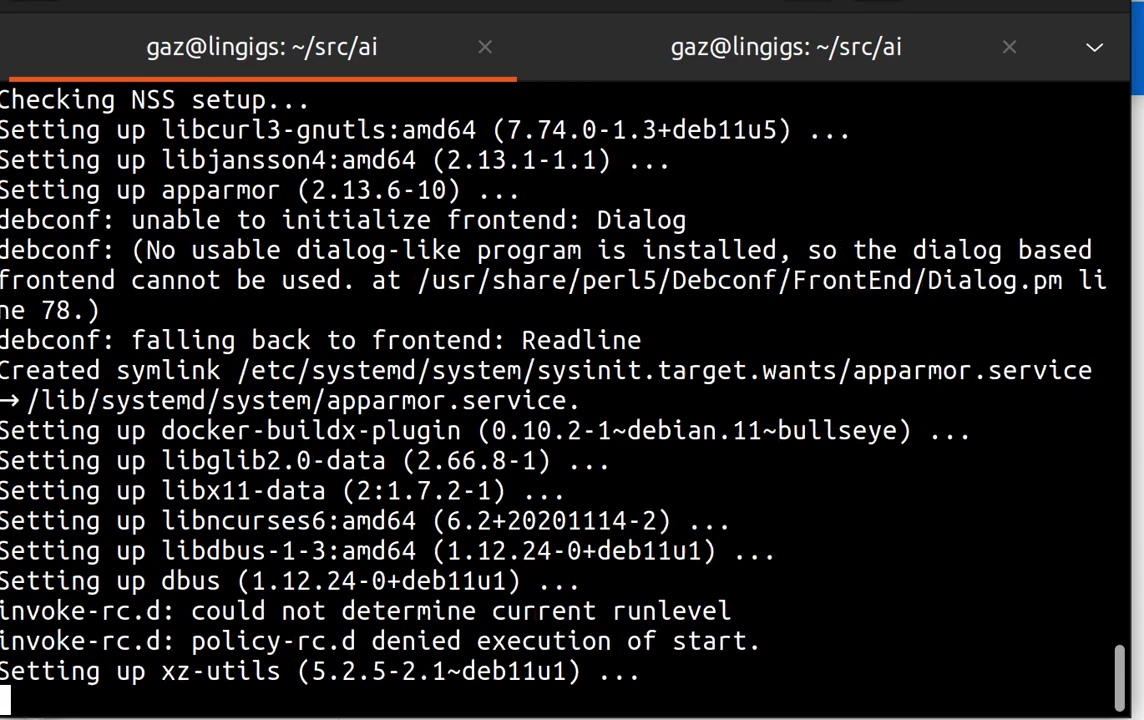 gaz@lingigs: ~/src/ai
gaz@lingigs: ~/src/ai
Checking NSS setup...
Setting up libcurl3-gnutls:amd64 (7.74.0-1.3+deb11u5) ...
Setting up libjansson4:amd64 (2.13.1-1.1) ...
Setting up apparmor (2.13.6-10) ...
debconf: unable to initialize frontend: Dialog
debconf: (No usable dialog-like program is installed, so the dialog based
frontend cannot be used. at /usr/share/perl5/Debconf/FrontEnd/Dialog.pm li
ne 78.)
debconf: falling back to frontend: Readline
Created symlink /etc/systemd/system/sysinit.target.wants/apparmor.service
→ /lib/systemd/system/apparmor.service.
Setting up docker-buildx-plugin (0.10.2-1~debian.11~bullseye) ...
Setting up libglib2.0-data (2.66.8-1) ...
Setting up libx11-data (2:1.7.2-1) ...
Setting up libncurses6:amd64 (6.2+20201114-2) ...
Setting up libdbus-1-3:amd64 (1.12.24-0+deb11u1) ...
Setting up dbus (1.12.24-0+deb11u1) ...
invoke-rc.d: could not determine current runlevel
invoke-rc.d: policy-rc.d denied execution of start.
Setting up xz-utils (5.2.5-2.1~deb11u1) ...